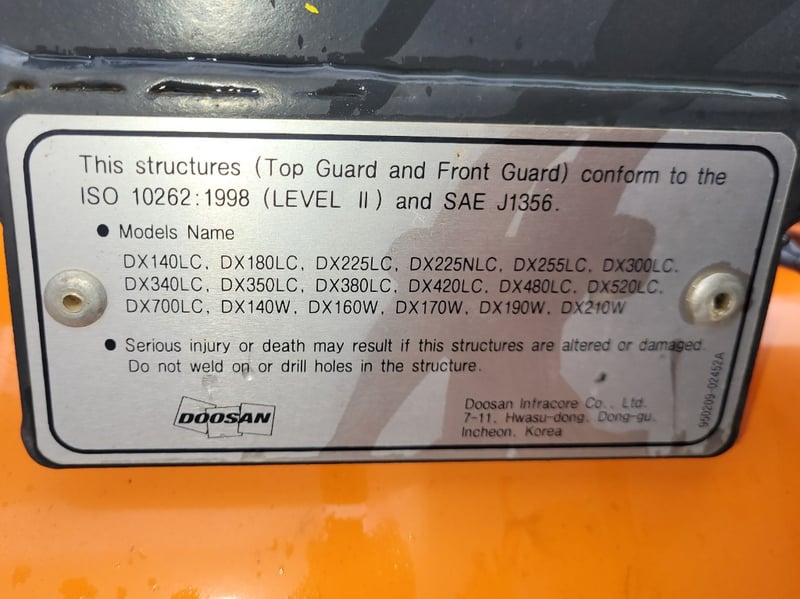 This structures (Top Guard and Front Guard) conform to the
ISO 10262:1998 (LEVEL II) and SAE J1356.
● Models Name
DX140LC, DX180LC, DX225LC, DX225NLC, DX255LC, DX300LC,
DX340LC, DX350LC, DX380LC, DX420LC, DX480LC, DX520LC,
DX700LC, DX140W, DX160W, DX170W, DX190W, DX210W
● Serious injury or death may result if this structures are altered or damaged.
Do not weld on or drill holes in the structure.
DOOSAN
Doosan Infracore Co., Ltd.
7-11, Hwasu-dong, Dong-gu,
Incheon, Korea
950209-02452A